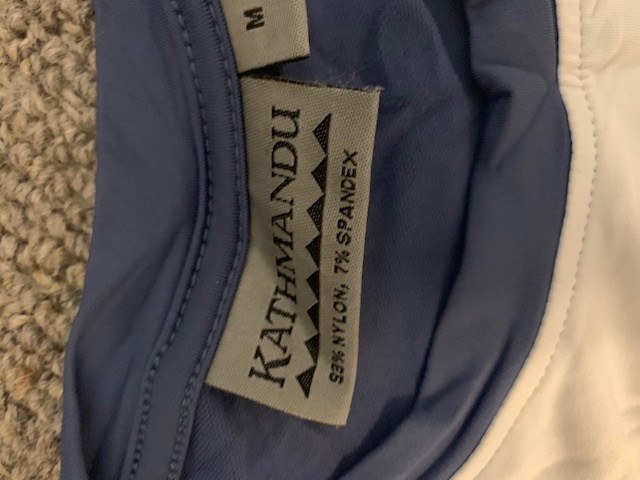 M
KATHMANDU
93% NYLON, 7% SPANDEX